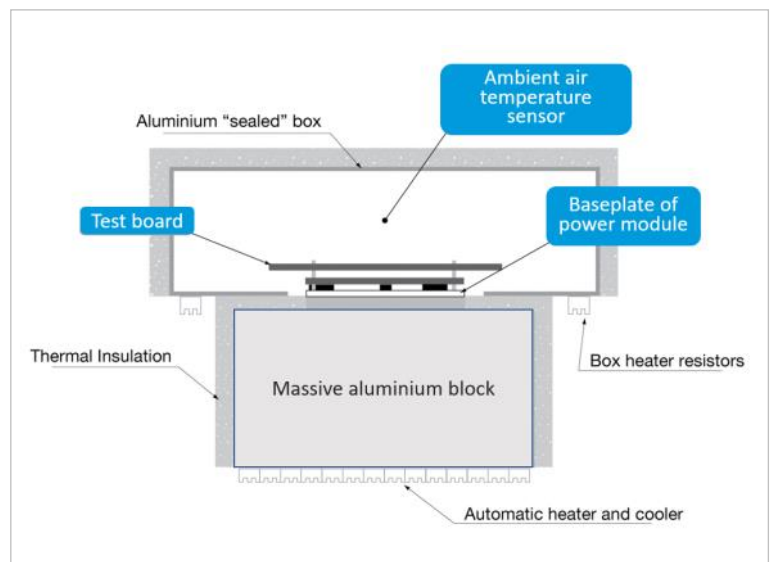 Ambient air
temperature
sensor
Aluminium “sealed” box
Test board
Baseplate of
power module
Thermal Insulation
Box heater resistors
Massive aluminium block
Automatic heater and cooler